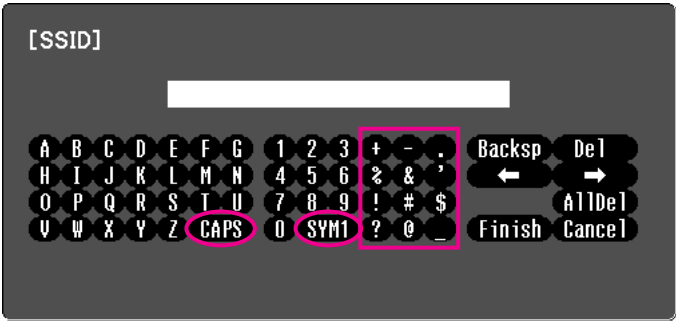 [SSID]
A B C D E F G 1 2 3 + - . Backsp Del
H I J K L M N 4 5 6 % & ' ← →
O P Q R S T U 7 8 9 ! # $ AllDel
V W X Y Z CAPS 0 SYM1 ? @ _ Finish Cancel